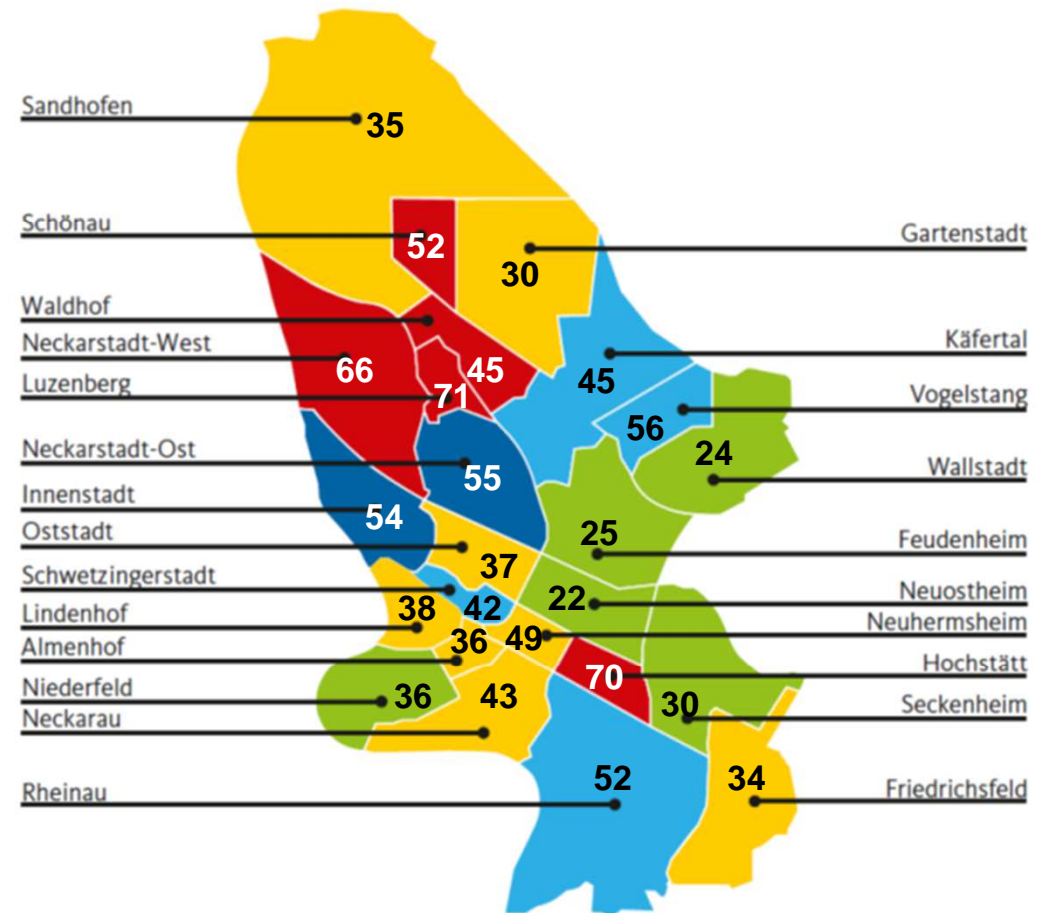 Sandhofen
35
Schönau
52
Gartenstadt
30
Waldhof
Neckarstadt-West
Käfertal
66
45
45
Luzenberg
71
Vogelstang
56
Neckarstadt-Ost
24
Wallstadt
55
Innenstadt
54
Oststadt
25
Feudenheim
37
Schwetzingerstadt
22
Neuostheim
Lindenhof
38
42
Neuhermsheim
Almenhof
36
49
Hochstätt
70
Niederfeld
36
43
30
Seckenheim
Neckarau
52
34
Rheinau
Friedrichsfeld